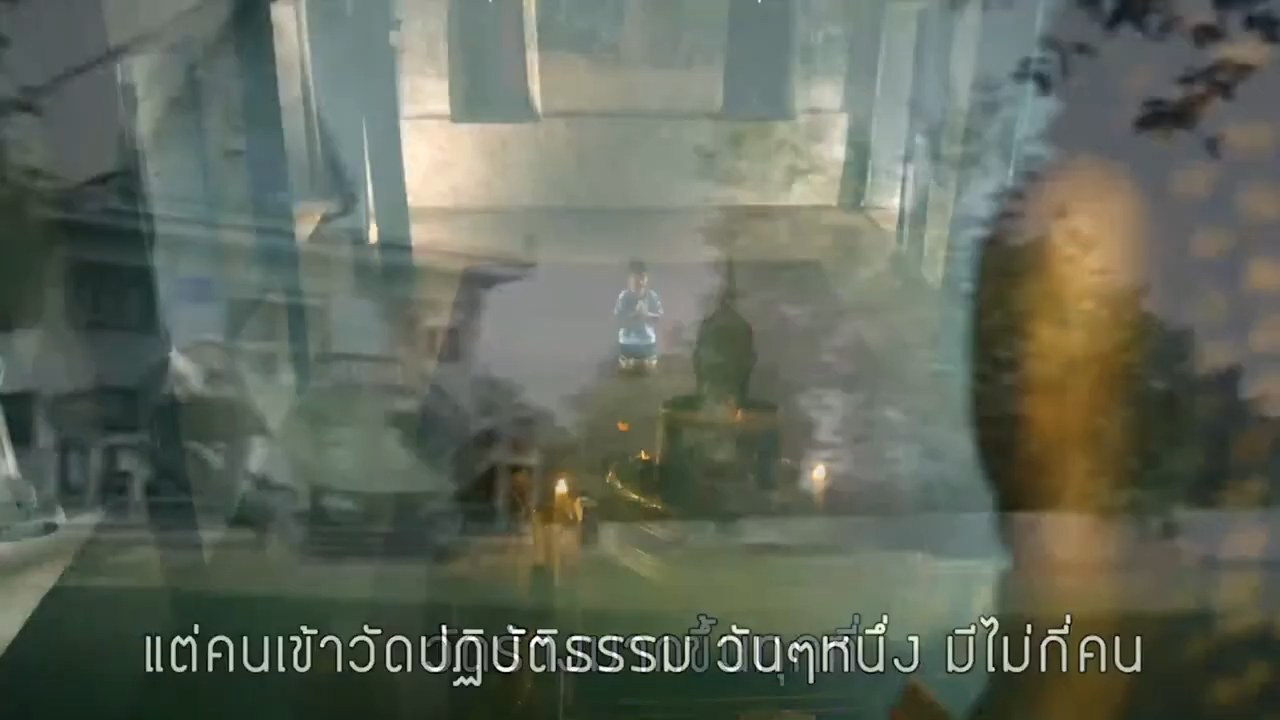 แต่คนเข้าวัดปฏิบัติธรรม วันๆหนึ่ง มีไม่กี่คน